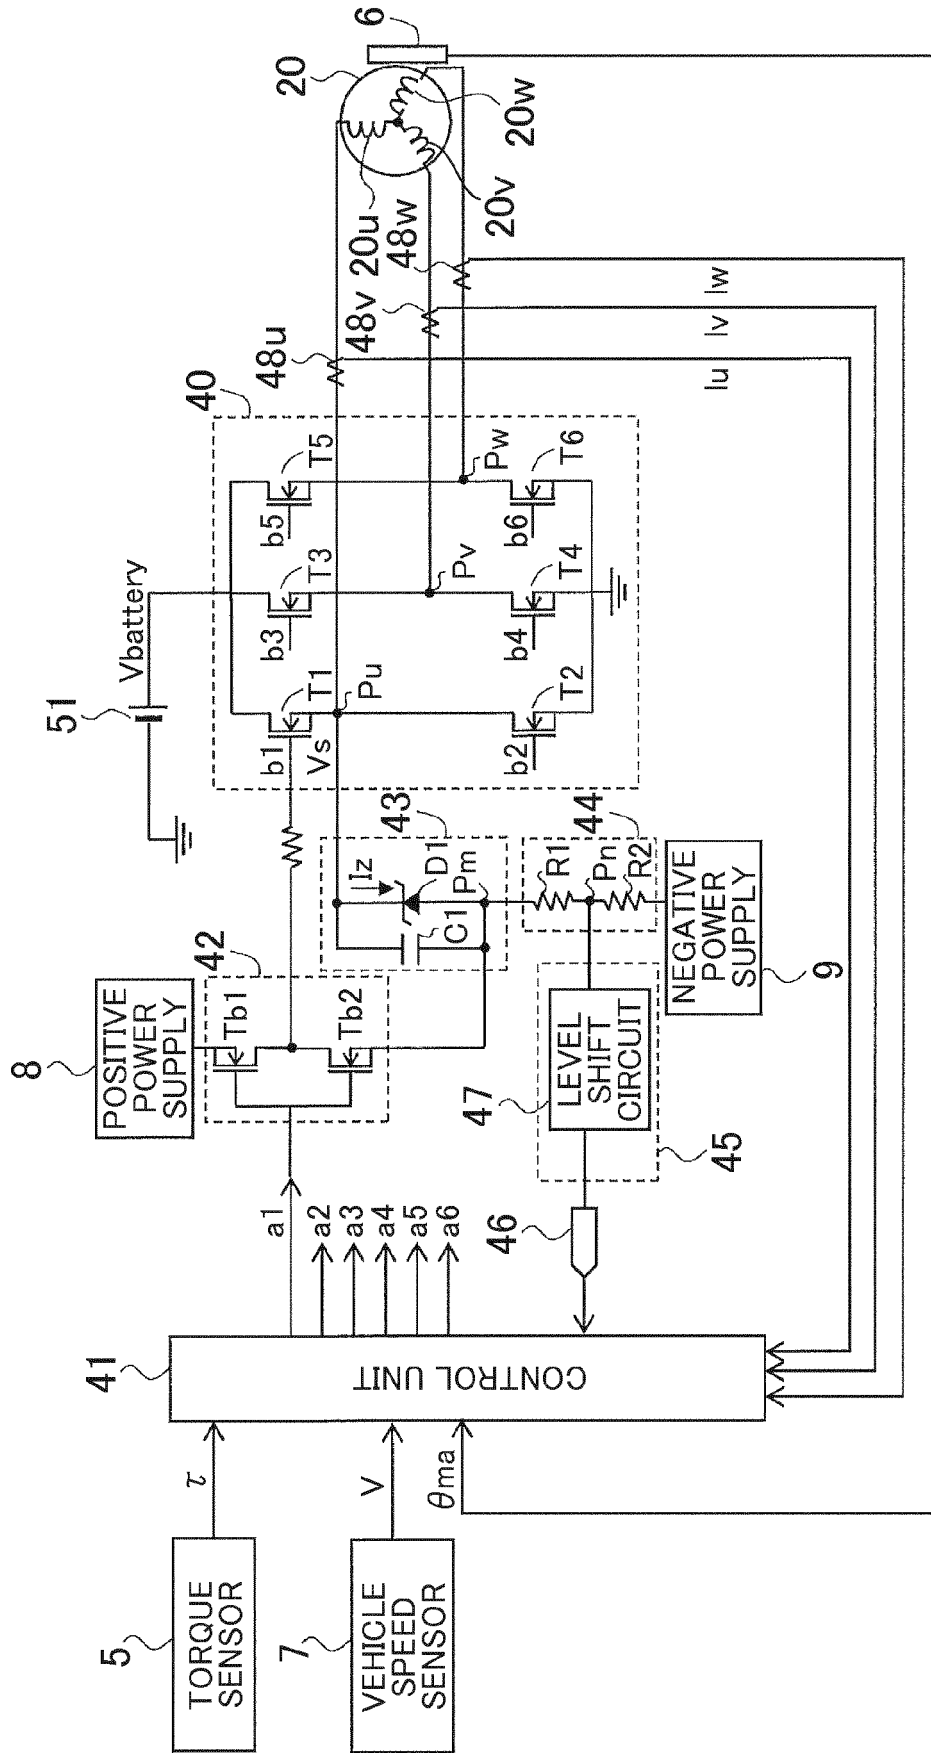 5
TORQUE
SENSOR
τ
7
VEHICLE
SPEED
SENSOR
V
θma
41
CONTROL UNIT
a1
a2
a3
a4
a5
a6
46
8
POSITIVE
POWER
SUPPLY
42
Tb1
Tb2
47
LEVEL
SHIFT
CIRCUIT
45
43
Iz
D1
C1
Pm
44
R1
Pn
R2
NEGATIVE
POWER
SUPPLY
9
51
Vbattery
40
b1
T1
Vs
Pu
b2
T2
b3
T3
Pv
b4
T4
b5
T5
Pw
b6
T6
48u
48v
48w
Iu
Iv
Iw
20
20u
20v
20w
6